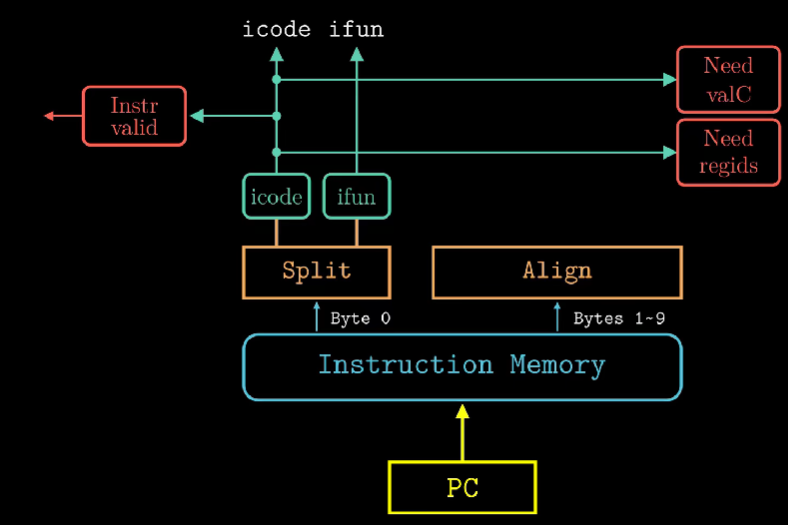 icode ifun
Need
valC
Instr
valid
Need
regids
icode
ifun
Split
Align
Byte 0
Bytes 1~9
Instruction Memory
PC